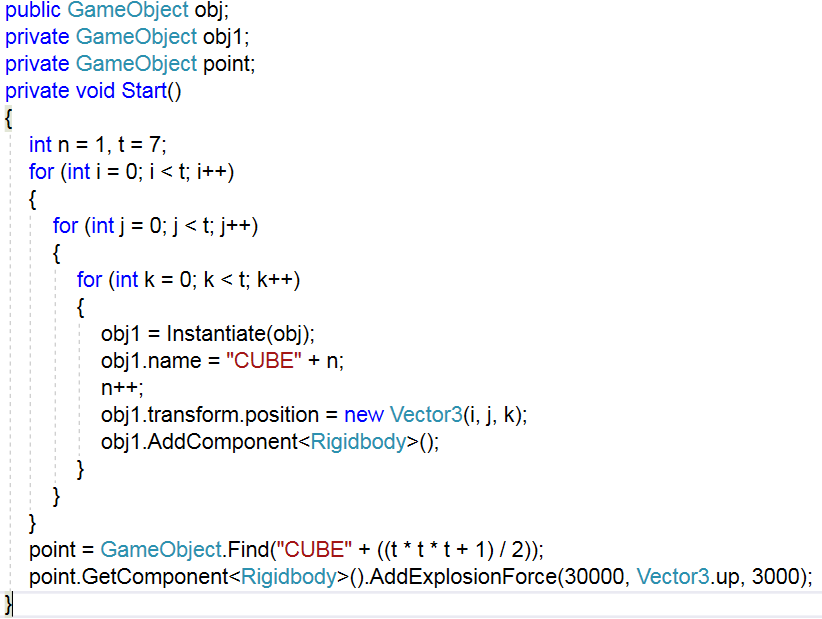 public GameObject obj;
private GameObject obj1;
private GameObject point;
private void Start()
{
int n = 1, t = 7;
for (int i = 0; i < t; i++)
{
for (int j = 0; j < t; j++)
{
for (int k = 0; k < t; k++)
{
obj1 = Instantiate(obj);
obj1.name = "CUBE" + n;
n++;
obj1.transform.position = new Vector3(i, j, k);
obj1.AddComponent<Rigidbody>();
}
}
}
point = GameObject.Find("CUBE" + ((t * t * t + 1) / 2));
point.GetComponent<Rigidbody>().AddExplosionForce(30000, Vector3.up, 3000);
}